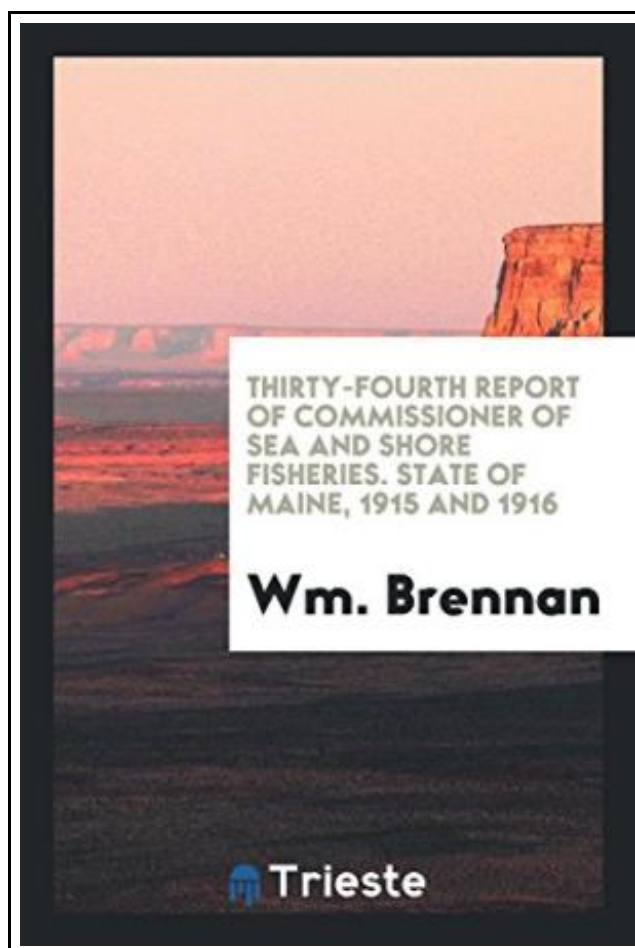 THIRTY-FOURTH REPORT
OF COMMISSIONER OF
SEA AND SHORE
FISHERIES. STATE OF
MAINE, 1915 AND 1916
Wm. Brennan
Trieste